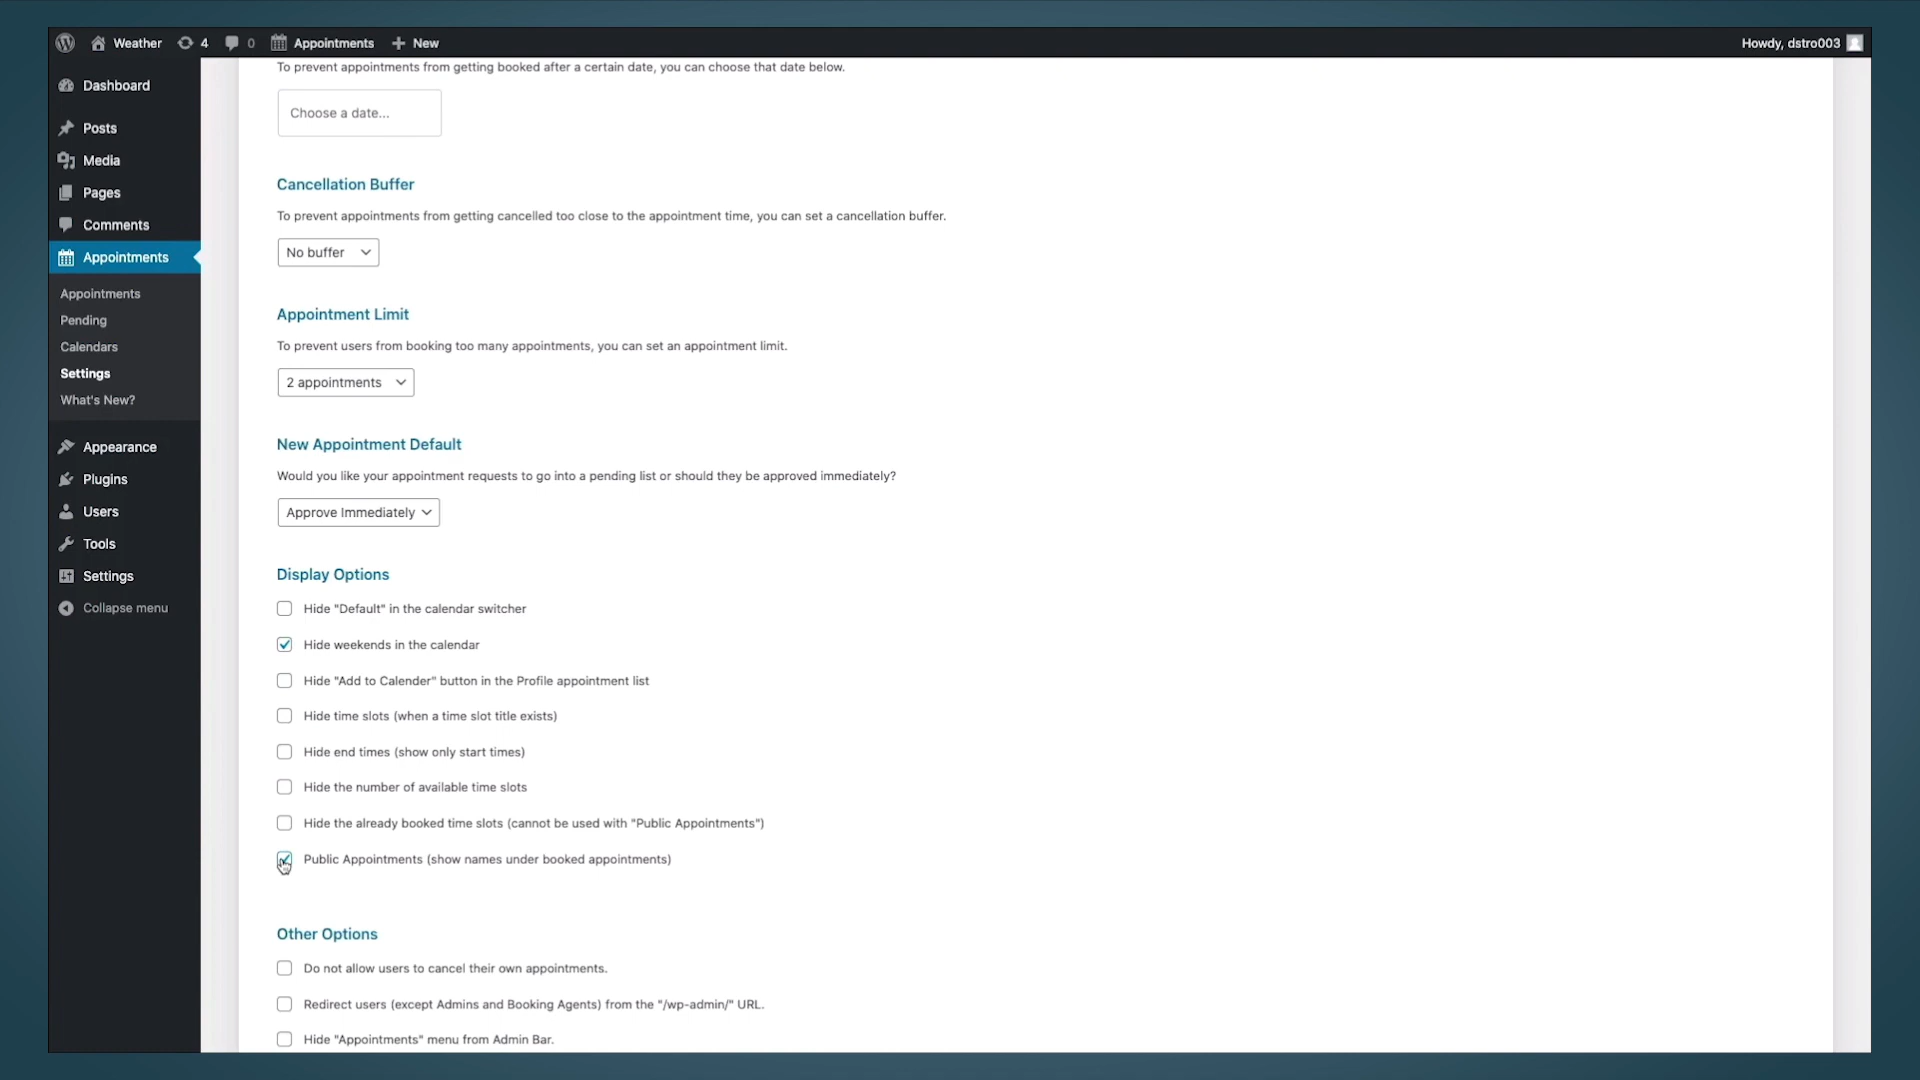 Weather
4
0
Appointments
New
Howdy, dstro003
Dashboard
Posts
Media
Pages
Comments
Appointments
Appointments
Pending
Calendars
Settings
What's New?
Appearance
Plugins
Users
Tools
Settings
Collapse menu
To prevent appointments from getting booked after a certain date, you can choose that date below.
Choose a date...
Cancellation Buffer
To prevent appointments from getting cancelled too close to the appointment time, you can set a cancellation buffer.
No buffer
Appointment Limit
To prevent users from booking too many appointments, you can set an appointment limit.
2 appointments
New Appointment Default
Would you like your appointment requests to go into a pending list or should they be approved immediately?
Approve Immediately
Display Options
Hide "Default" in the calendar switcher
Hide weekends in the calendar
Hide "Add to Calender" button in the Profile appointment list
Hide time slots (when a time slot title exists)
Hide end times (show only start times)
Hide the number of available time slots
Hide the already booked time slots (cannot be used with "Public Appointments")
Public Appointments (show names under booked appointments)
Other Options
Do not allow users to cancel their own appointments.
Redirect users (except Admins and Booking Agents) from the "/wp-admin/" URL.
Hide "Appointments" menu from Admin Bar.